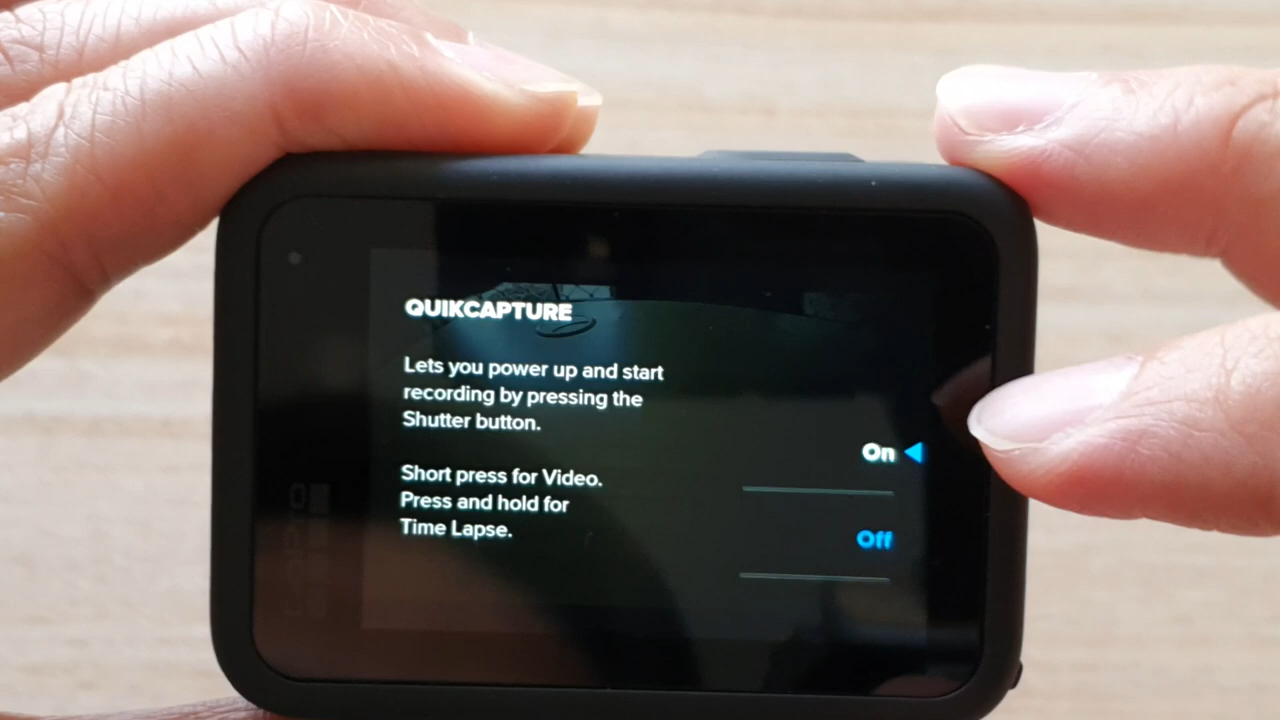 QUIKCAPTURE
Lets you power up and start
recording by pressing the
Shutter button.
Short press for Video.
Press and hold for
Time Lapse.
On
Off